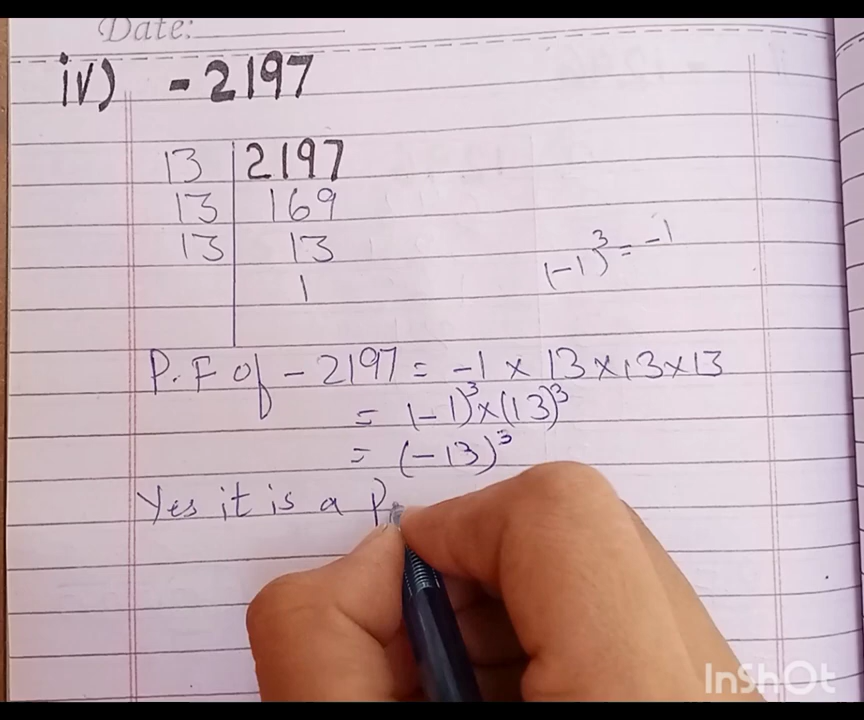 Date:
iv) -2197
13 | 2197
13 | 169
13 | 13
1
(-1)³ = -1
P.F of -2197 = -1 × 13 × 13 × 13
= (-1)³ × (13)³
= (-13)³
Yes it is a P
InShOt